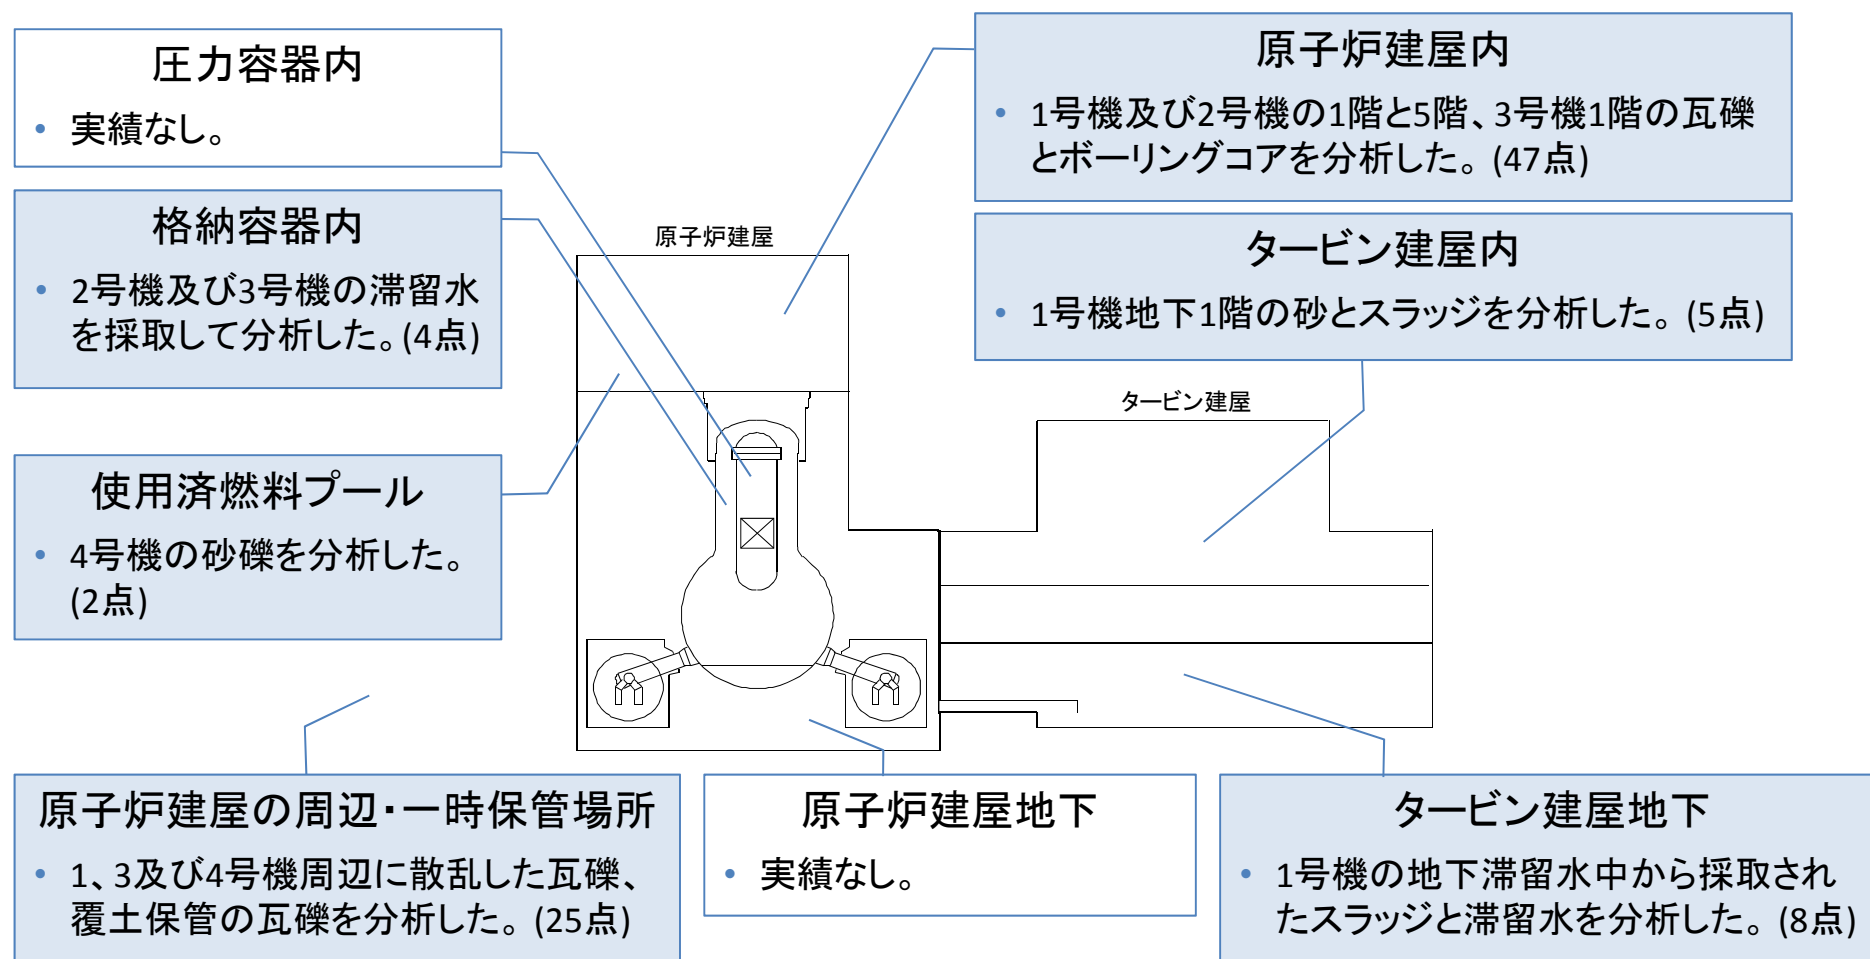 圧力容器内
• 実績なし。
格納容器内
• 2号機及び3号機の滞留水
を採取して分析した。(4点)
使用済燃料プール
• 4号機の砂礫を分析した。
(2点)
原子炉建屋の周辺・一時保管場所
• 1、3及び4号機周辺に散乱した瓦礫、
覆土保管の瓦礫を分析した。(25点)
原子炉建屋
原子炉建屋地下
• 実績なし。
原子炉建屋内
• 1号機及び2号機の1階と5階、3号機1階の瓦礫
とボーリングコアを分析した。(47点)
タービン建屋内
• 1号機地下1階の砂とスラッジを分析した。(5点)
タービン建屋
タービン建屋地下
• 1号機の地下滞留水中から採取され
たスラッジと滞留水を分析した。(8点)